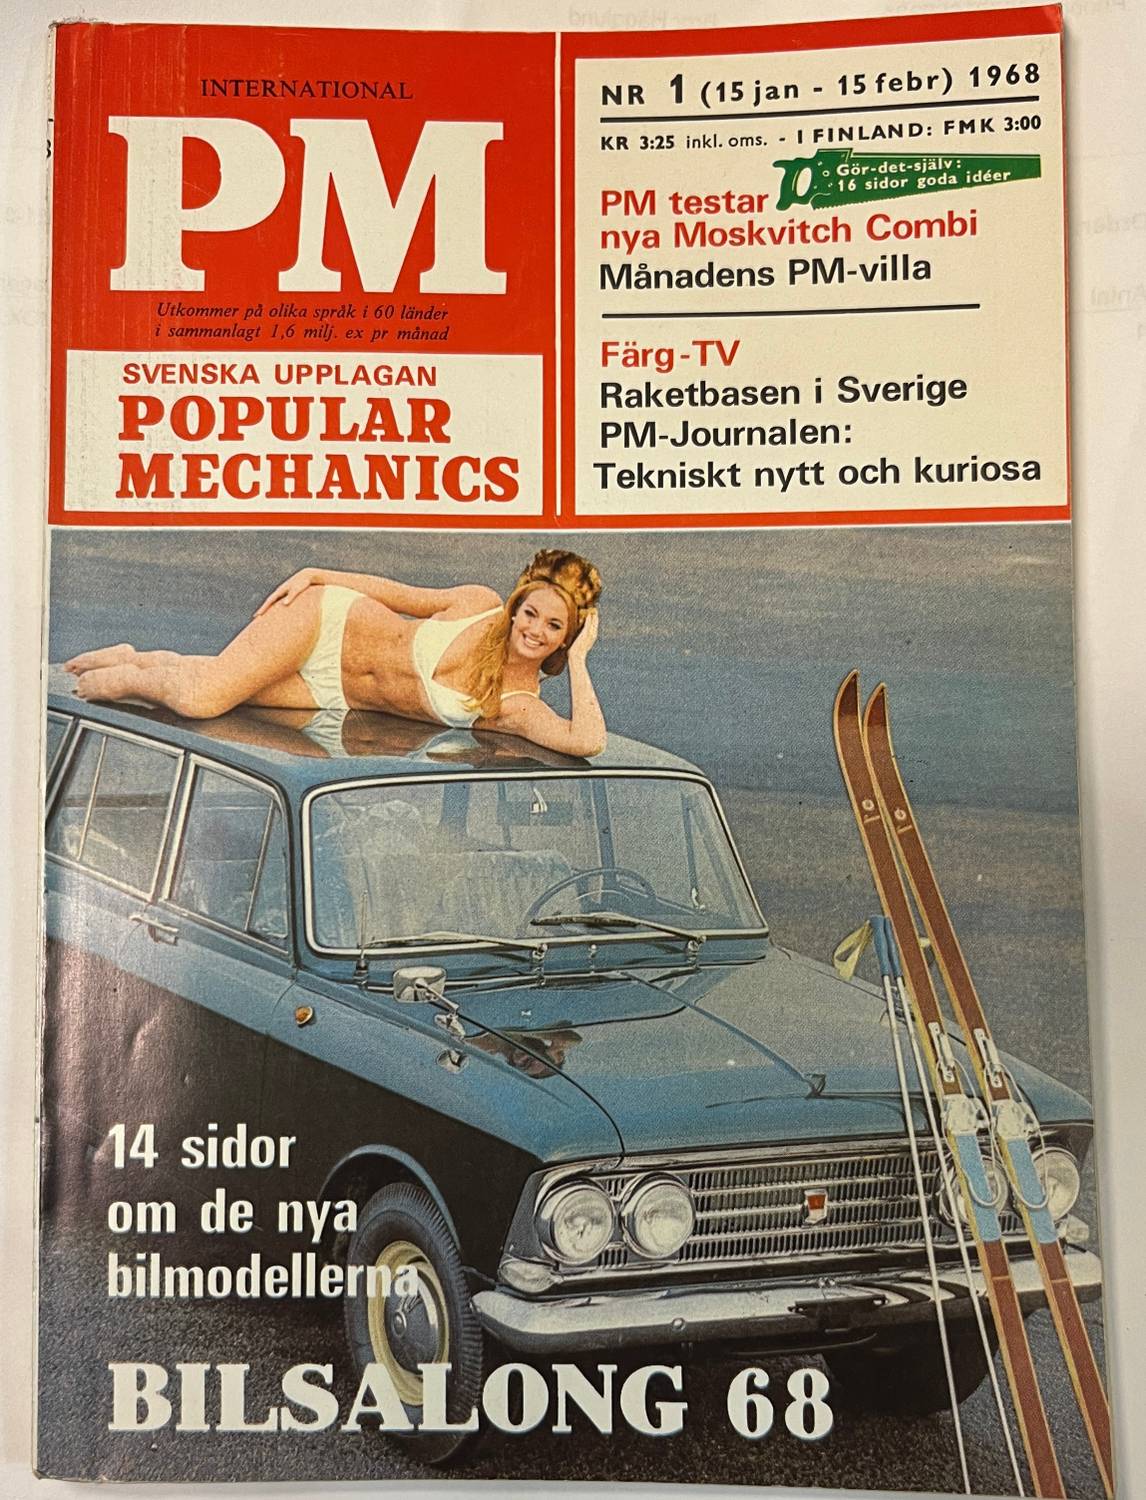 INTERNATIONAL
PM
Utkommer på olika språk i 60 länder
i sammanlagt 1,6 milj. ex pr månad
SVENSKA UPPLAGAN
POPULAR
MECHANICS
NR 1 (15 jan - 15 febr) 1968
KR 3:25 inkl. oms. - I FINLAND: FMK 3:00
Gör-det-själv:
16 sidor goda idéer
PM testar
nya Moskvitch Combi
Månadens PM-villa
Färg-TV
Raketbasen i Sverige
PM-Journalen:
Tekniskt nytt och kuriosa
14 sidor
om de nya
bilmodellerna
BILSALONG 68